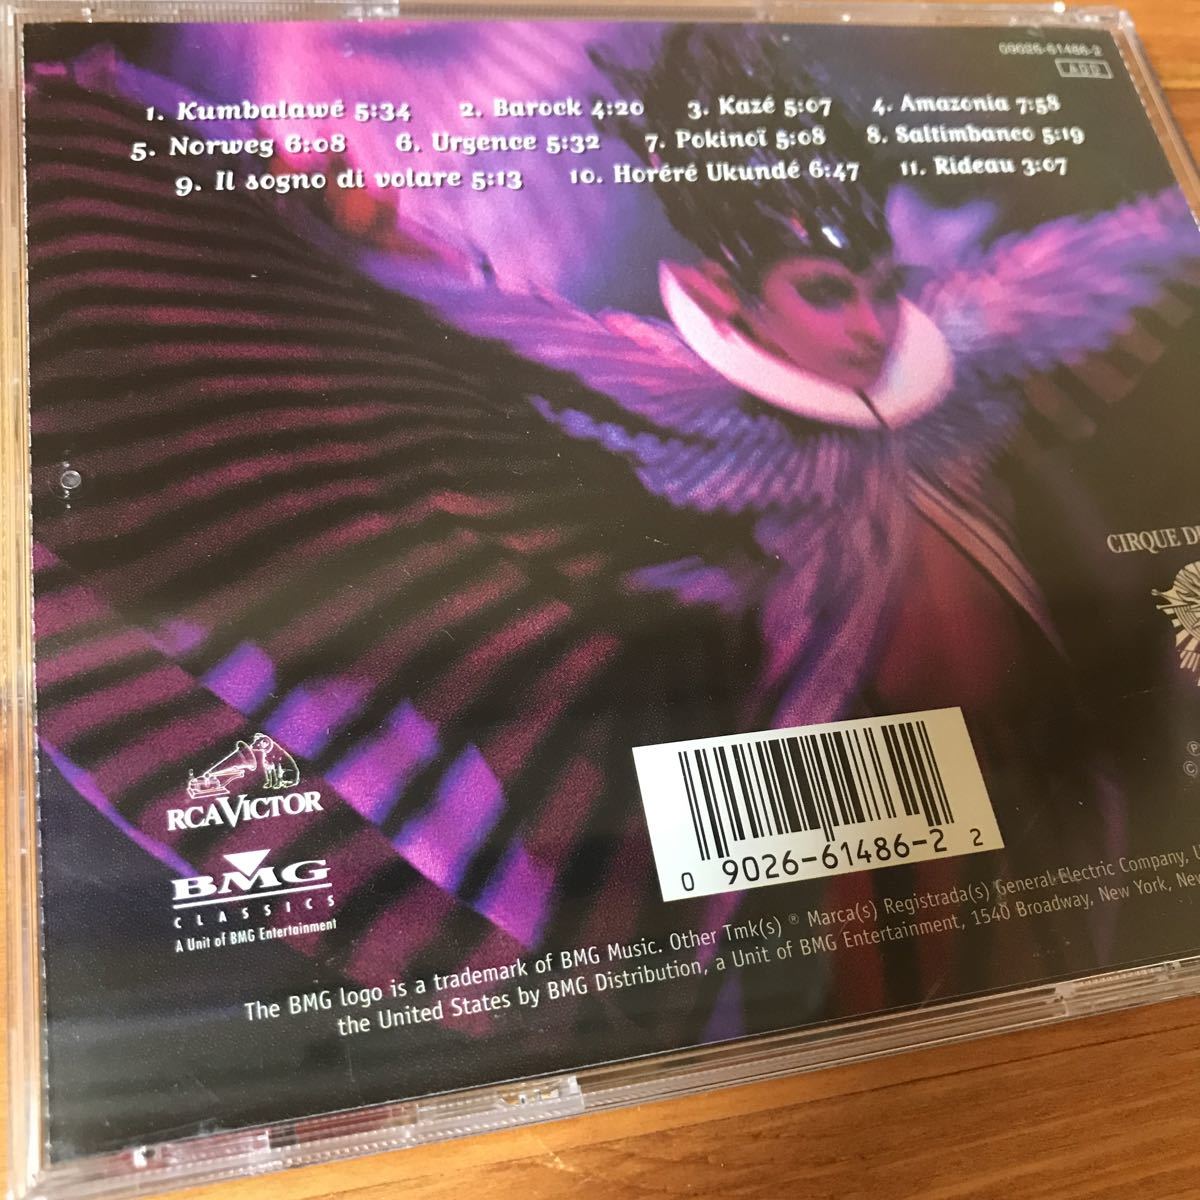 09026-61486-2
1. Kumbalawé 5:34 2. Barock 4:20 3. Kazé 5:07 4. Amazonia 7:58
5. Norweg 6:08 6. Urgence 5:32 7. Pokinoï 5:08 8. Saltimbanco 5:19
9. Il sogno di volare 5:13 10. Horéré Ukundé 6:47 11. Rideau 3:07
CIRQUE
RCA VICTOR
BMG
CLASSICS
A Unit of BMG Entertainment
0 9026-61486-2 2
℗
©
The BMG logo is a trademark of BMG Music. Other Tmk(s) ® Marca(s) Registrada(s) General Electric Company,
the United States by BMG Distribution, a Unit of BMG Entertainment, 1540 Broadway, New York, New